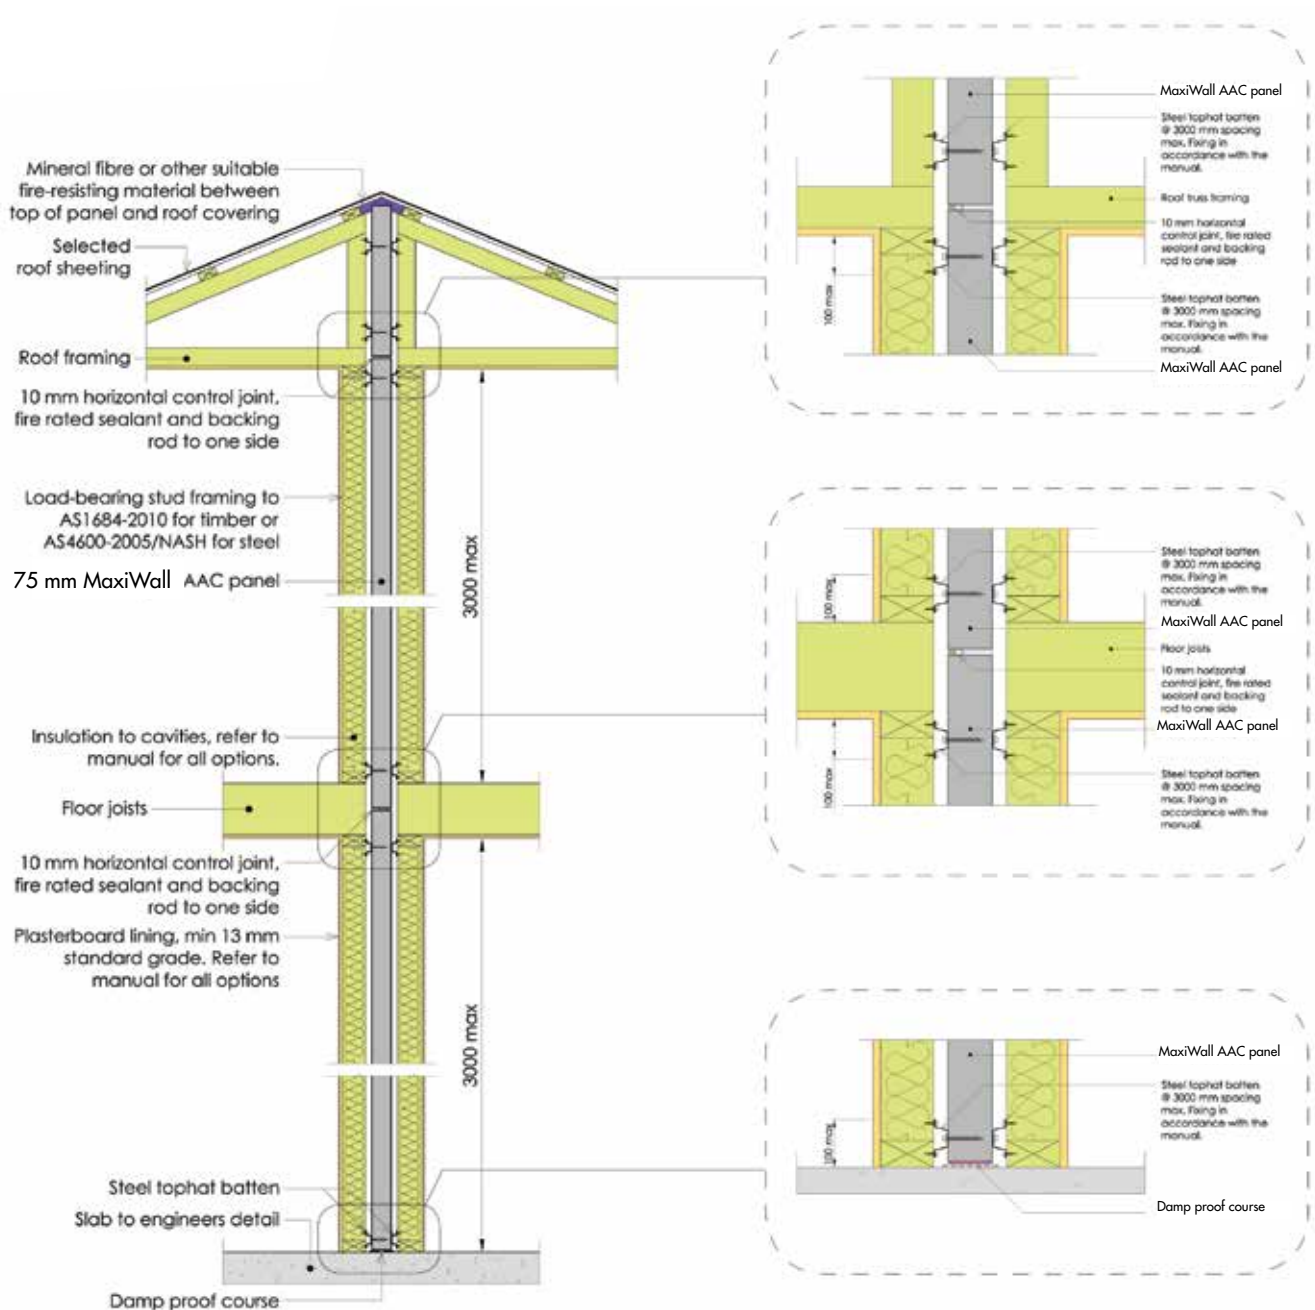 Mineral fibre or other suitable
fire-resisting material between
top of panel and roof covering
Selected
roof sheeting
Roof framing
10 mm horizontal control joint,
fire rated sealant and backing
rod to one side
Load-bearing stud framing to
AS1684-2010 for timber or
AS4600-2005/NASH for steel
75 mm MaxiWall AAC panel
3000 max
Insulation to cavities, refer to
manual for all options.
Floor joists
10 mm horizontal control joint,
fire rated sealant and backing
rod to one side
Plasterboard lining, min 13 mm
standard grade. Refer to
manual for all options
3000 max
Steel tophat batten
Slab to engineers detail
Damp proof course
MaxiWall AAC panel
Steel tophat batten
@ 3000 mm spacing
max. Fixing in
accordance with the
manual.
Roof truss framing
10 mm horizontal
control joint, fire rated
sealant and backing
rod to one side
100 max
Steel tophat batten
@ 3000 mm spacing
max. Fixing in
accordance with the
manual.
MaxiWall AAC panel
Steel tophat batten
@ 3000 mm spacing
max. Fixing in
accordance with the
manual.
100 max
MaxiWall AAC panel
Floor joists
10 mm horizontal
control joint, fire rated
sealant and backing
rod to one side
MaxiWall AAC panel
100 max
Steel tophat batten
@ 3000 mm spacing
max. Fixing in
accordance with the
manual.
MaxiWall AAC panel
Steel tophat batten
@ 3000 mm spacing
max. Fixing in
accordance with the
manual.
100 max
Damp proof course